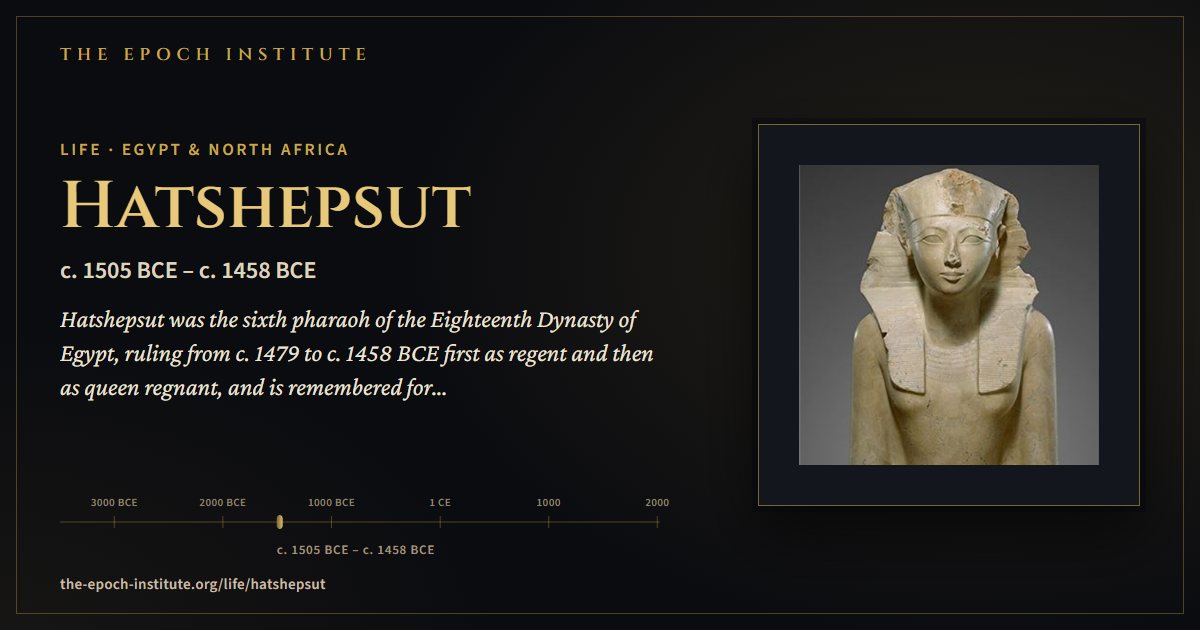 THE EPOCH INSTITUTE
LIFE · EGYPT & NORTH AFRICA
HATSHEPSUT
c. 1505 BCE – c. 1458 BCE
Hatshepsut was the sixth pharaoh of the Eighteenth Dynasty of
Egypt, ruling from c. 1479 to c. 1458 BCE first as regent and then
as queen regnant, and is remembered for...
3000 BCE 2000 BCE 1000 BCE 1 CE 1000 2000
c. 1505 BCE – c. 1458 BCE
the-epoch-institute.org/life/hatshepsut